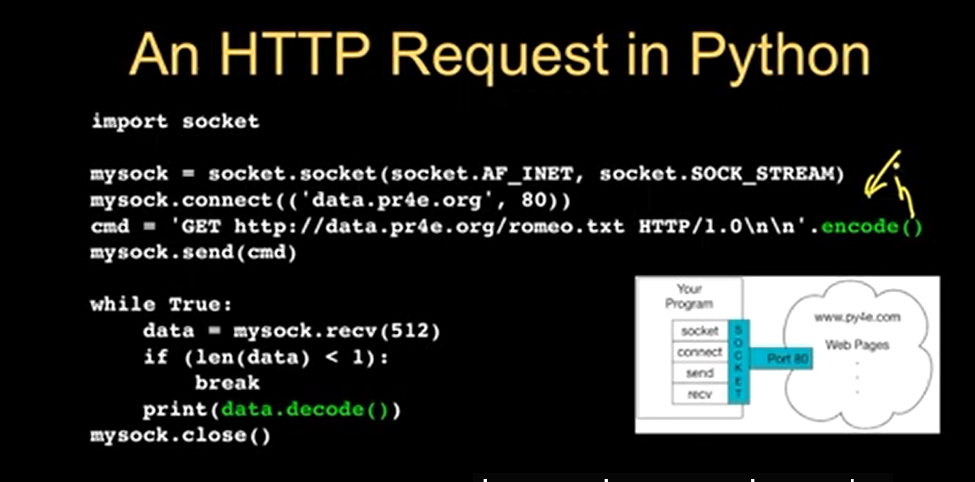 An HTTP Request in Python
import socket
mysock = socket.socket(socket.AF_INET, socket.SOCK_STREAM)
mysock.connect(('data.pr4e.org', 80))
cmd = 'GET http://data.pr4e.org/romeo.txt HTTP/1.0\n\n'.encode()
mysock.send(cmd)
while True:
    data = mysock.recv(512)
    if (len(data) < 1):
        break
    print(data.decode())
mysock.close()
Your
Program
socket
connect
send
recv
SOCKET
Port 80
www.py4e.com
Web Pages
.
.
.